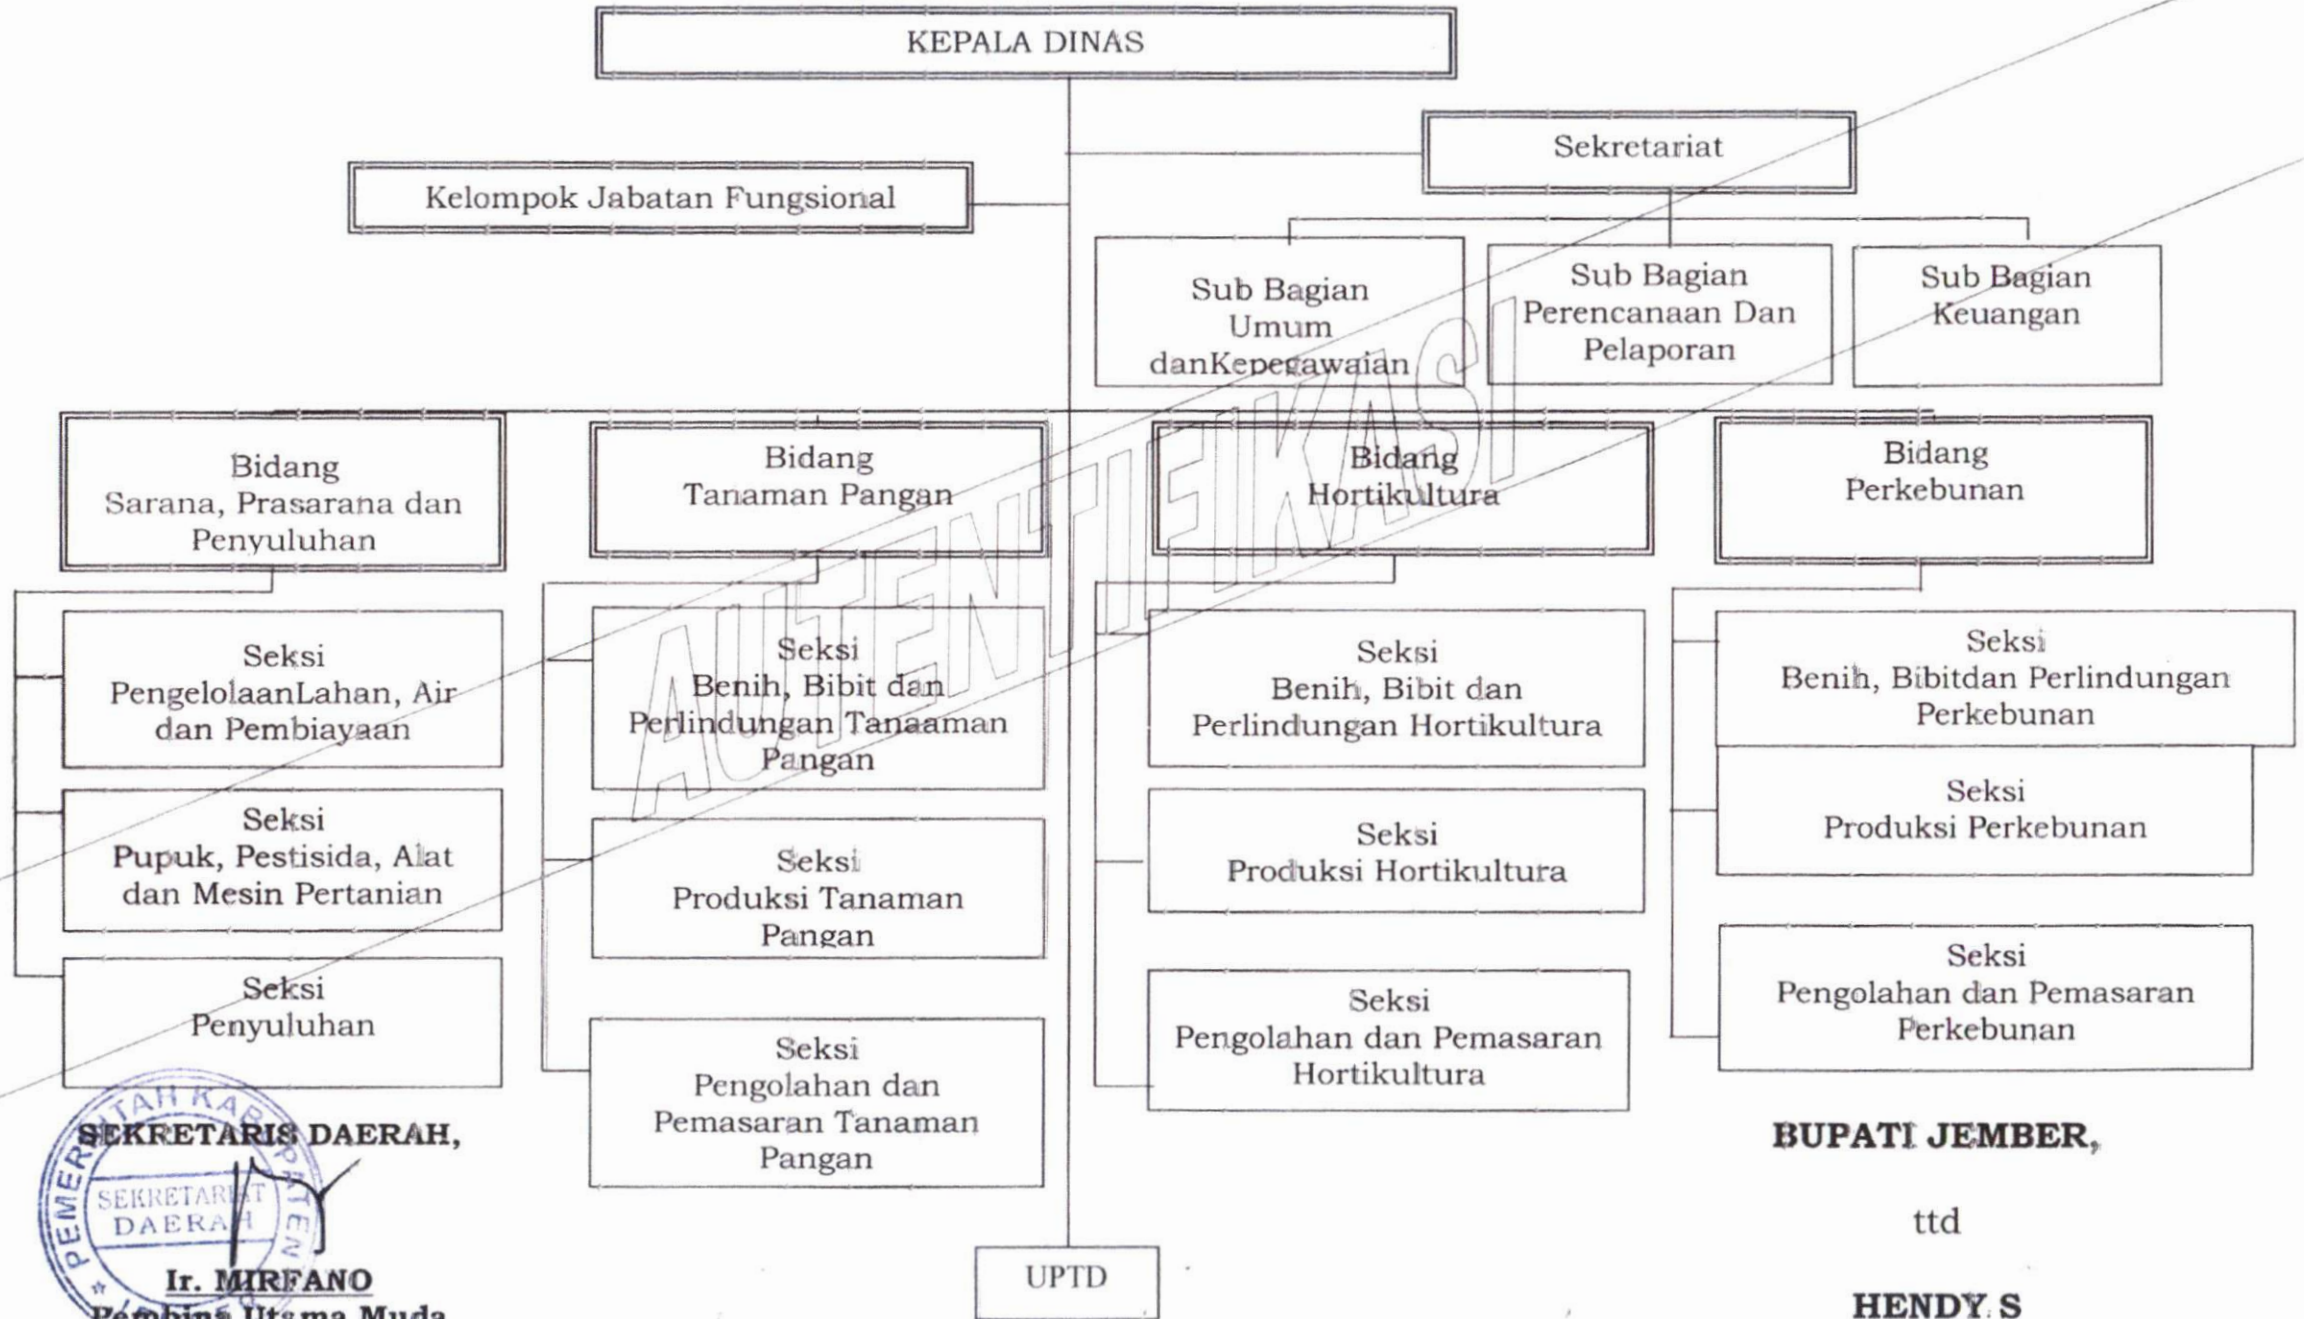 KEPALA DINAS
Sekretariat
Kelompok Jabatan Fungsional
Sub Bagian
Umum
danKepegawaian
Sub Bagian
Perencanaan Dan
Pelaporan
Sub Bagian
Keuangan
Bidang
Sarana, Prasarana dan
Penyuluhan
Bidang
Tanaman Pangan
Bidang
Hortikultura
Bidang
Perkebunan
Seksi
PengelolaanLahan, Air
dan Pembiayaan
Seksi
Pupuk, Pestisida, Alat
dan Mesin Pertanian
Seksi
Penyuluhan
Seksi
Benih, Bibit dan
Perlindungan Tanaaman
Pangan
Seksi
Produksi Tanaman
Pangan
Seksi
Pengolahan dan
Pemasaran Tanaman
Pangan
Seksi
Benih, Bibit dan
Perlindungan Hortikultura
Seksi
Produksi Hortikultura
Seksi
Pengolahan dan Pemasaran
Hortikultura
Seksi
Benih, Bibitdan Perlindungan
Perkebunan
Seksi
Produksi Perkebunan
Seksi
Pengolahan dan Pemasaran
Perkebunan
AUTENTIFIKASI
UPTD
SEKRETARIS DAERAH,
PEMERINTAH KABUPATEN
SEKRETARIAT
DAERAH
Ir. MIRFANO
Pembina Utama Muda
BUPATI JEMBER,
ttd
HENDY S